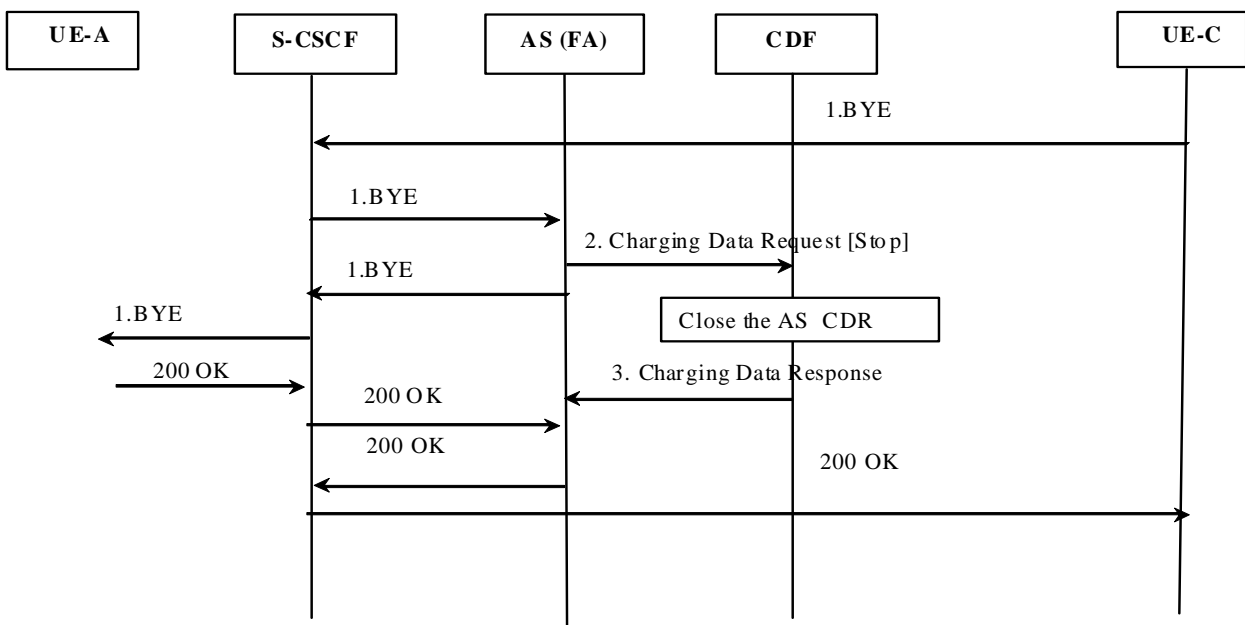 UE-A
S-CSCF
AS (FA)
CDF
UE-C
1.BYE
1.BYE
2. Charging Data Request [Stop]
1.BYE
Close the AS CDR
1.BYE
200 OK
3. Charging Data Response
200 OK
200 OK
200 OK